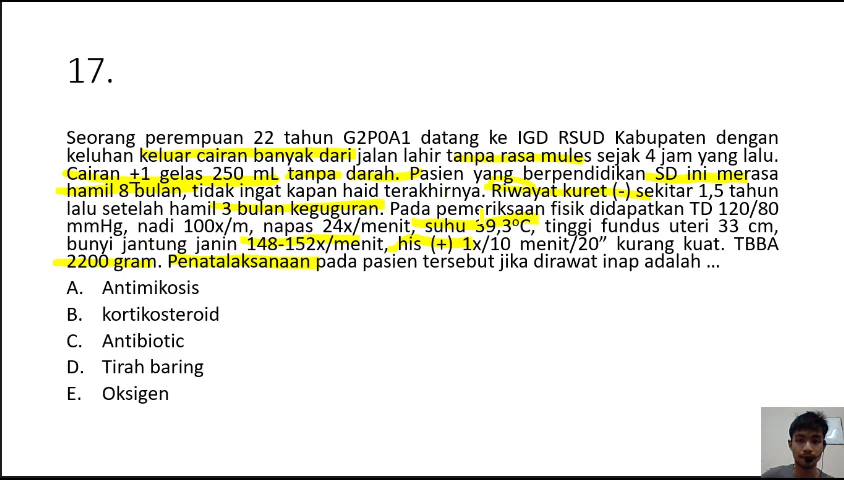 17.
Seorang perempuan 22 tahun G2P0A1 datang ke IGD RSUD Kabupaten dengan
keluhan keluar cairan banyak dari jalan lahir tanpa rasa mules sejak 4 jam yang lalu.
Cairan +1 gelas 250 mL tanpa darah. Pasien yang berpendidikan SD ini merasa
hamil 8 bulan, tidak ingat kapan haid terakhirnya. Riwayat kuret (-) sekitar 1,5 tahun
lalu setelah hamil 3 bulan keguguran. Pada pemeriksaan fisik didapatkan TD 120/80
mmHg, nadi 100x/m, napas 24x/menit, suhu 39,3°C, tinggi fundus uteri 33 cm,
bunyi jantung janin 148-152x/menit, his (+) 1x/10 menit/20” kurang kuat. TBBA
2200 gram. Penatalaksanaan pada pasien tersebut jika dirawat inap adalah ...
A. Antimikosis
B. kortikosteroid
C. Antibiotic
D. Tirah baring
E. Oksigen